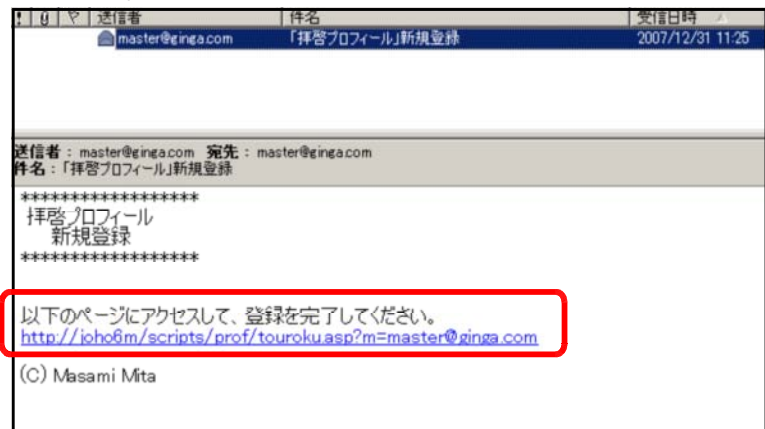 ! 送信者 件名 受信日時
master@ginga.com 「拝啓プロフィール」新規登録 2007/12/31 11:25
送信者： master@ginga.com 宛先： master@ginga.com
件名：「拝啓プロフィール」新規登録
******************
拝啓プロフィール
新規登録
******************
以下のページにアクセスして、登録を完了してください。
http://joho6m/scripts/prof/touroku.asp?m=master@ginga.com
(C) Masami Mita